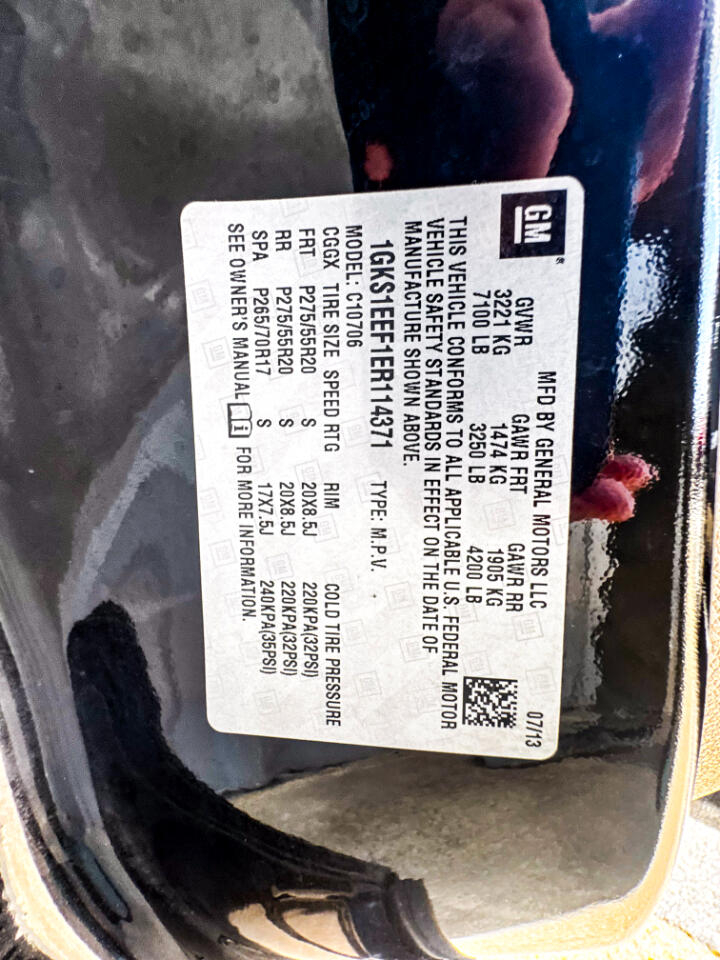 GM®
MFD BY GENERAL MOTORS LLC 07/13
GVWR GAWR FRT GAWR RR
3221 KG 1474 KG 1905 KG
7100 LB 3250 LB 4200 LB
THIS VEHICLE CONFORMS TO ALL APPLICABLE U.S. FEDERAL MOTOR
VEHICLE SAFETY STANDARDS IN EFFECT ON THE DATE OF
MANUFACTURE SHOWN ABOVE.
1GKS1EEF1ER114371 TYPE: M.P.V.
MODEL: C10706
CGGX TIRE SIZE SPEED RTG RIM COLD TIRE PRESSURE
FRT P275/55R20 S 20X8.5J 220KPA(32PSI)
RR P275/55R20 S 20X8.5J 220KPA(32PSI)
SPA P265/70R17 S 17X7.5J 240KPA(35PSI)
SEE OWNER'S MANUAL i FOR MORE INFORMATION.